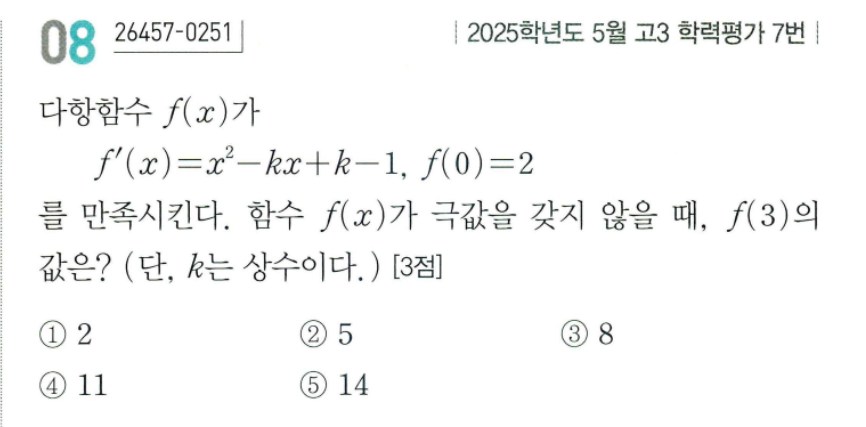 08 26457-0251 | 2025학년도 5월 고3 학력평가 7번 |
다항함수 f(x)가
f′(x)=x²−kx+k−1, f(0)=2
를 만족시킨다. 함수 f(x)가 극값을 갖지 않을 때, f(3)의
값은? (단, k는 상수이다.) [3점]
① 2 ② 5 ③ 8
④ 11 ⑤ 14